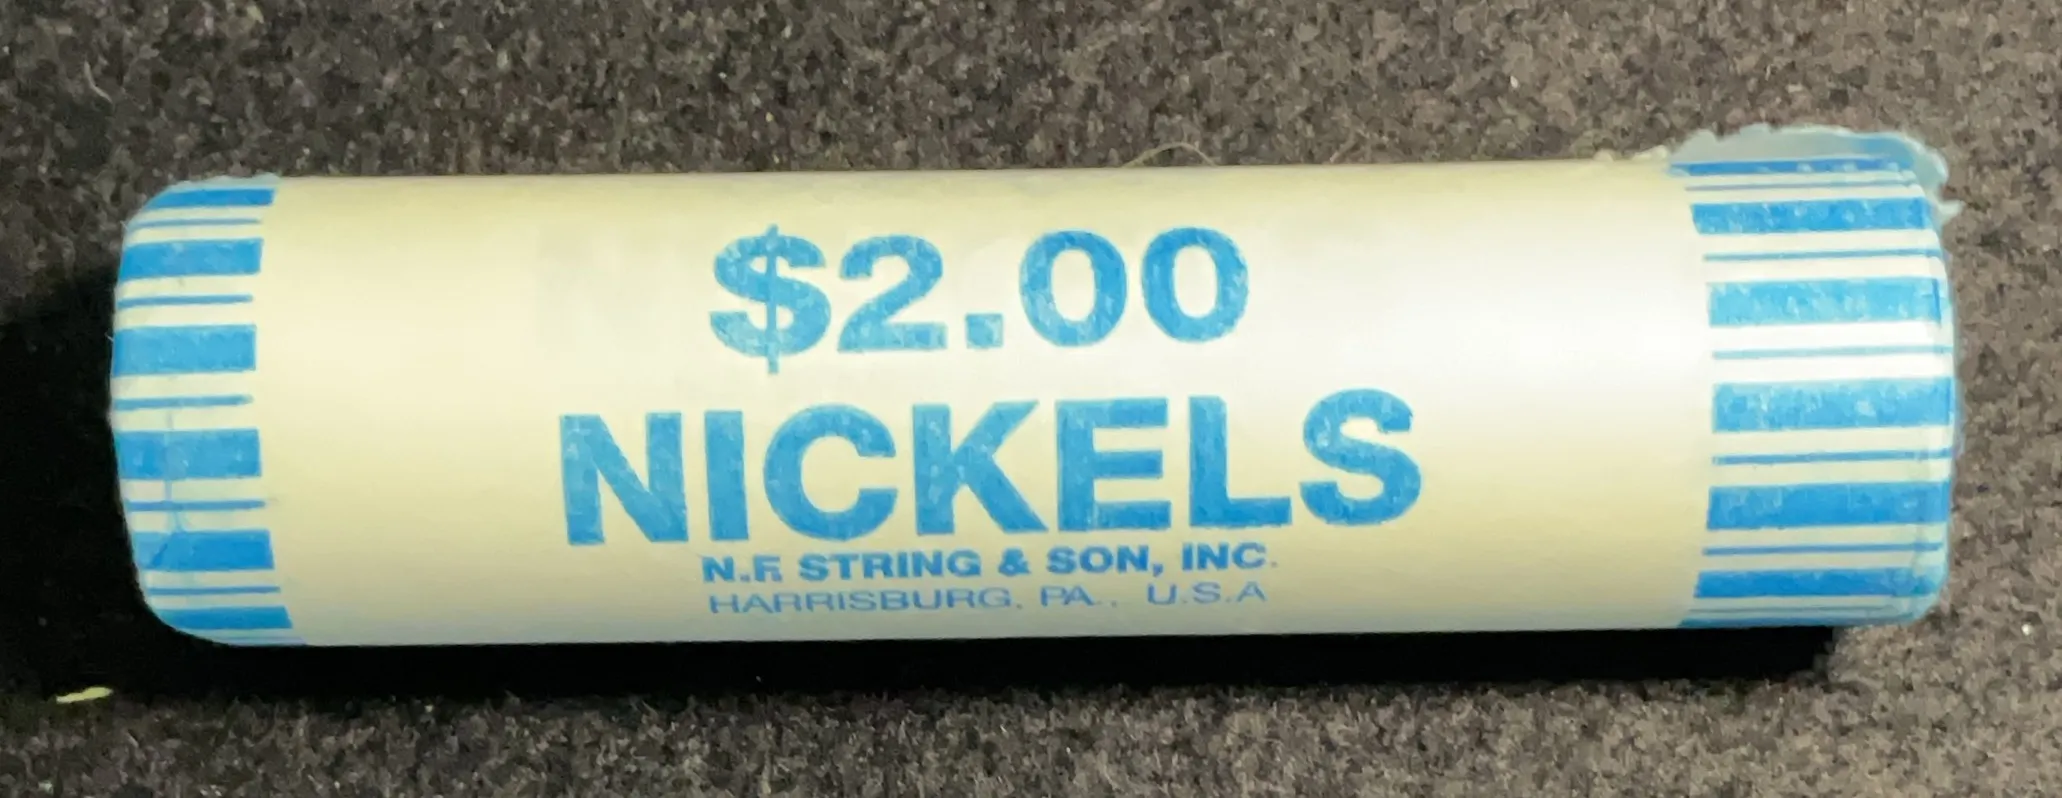 $2.00
NICKELS
N.F. STRING & SON, INC.
HARRISBURG, PA., U.S.A